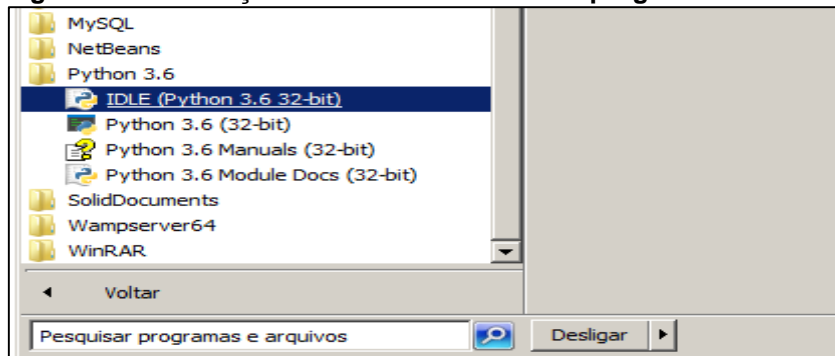 MySQL
NetBeans
Python 3.6
IDLE (Python 3.6 32-bit)
Python 3.6 (32-bit)
Python 3.6 Manuals (32-bit)
Python 3.6 Module Docs (32-bit)
SolidDocuments
Wampserver64
WinRAR
Voltar
Pesquisar programas e arquivos
Desligar